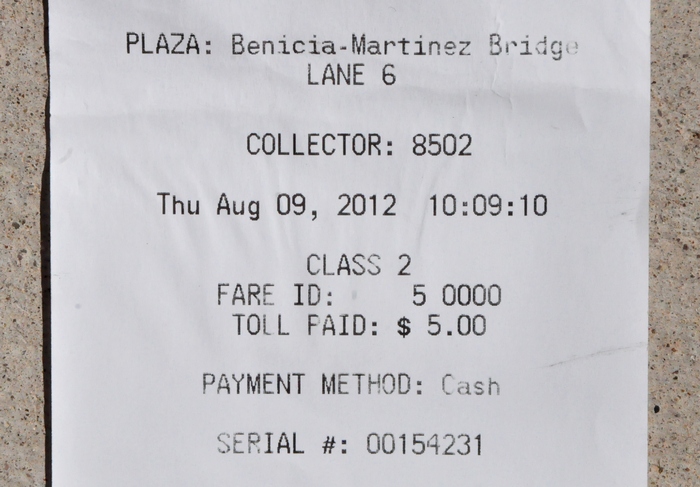 PLAZA: Benicia-Martinez Bridge
LANE 6
COLLECTOR: 8502
Thu Aug 09, 2012 10:09:10
CLASS 2
FARE ID: 5 0000
TOLL PAID: $ 5.00
PAYMENT METHOD: Cash
SERIAL #: 00154231